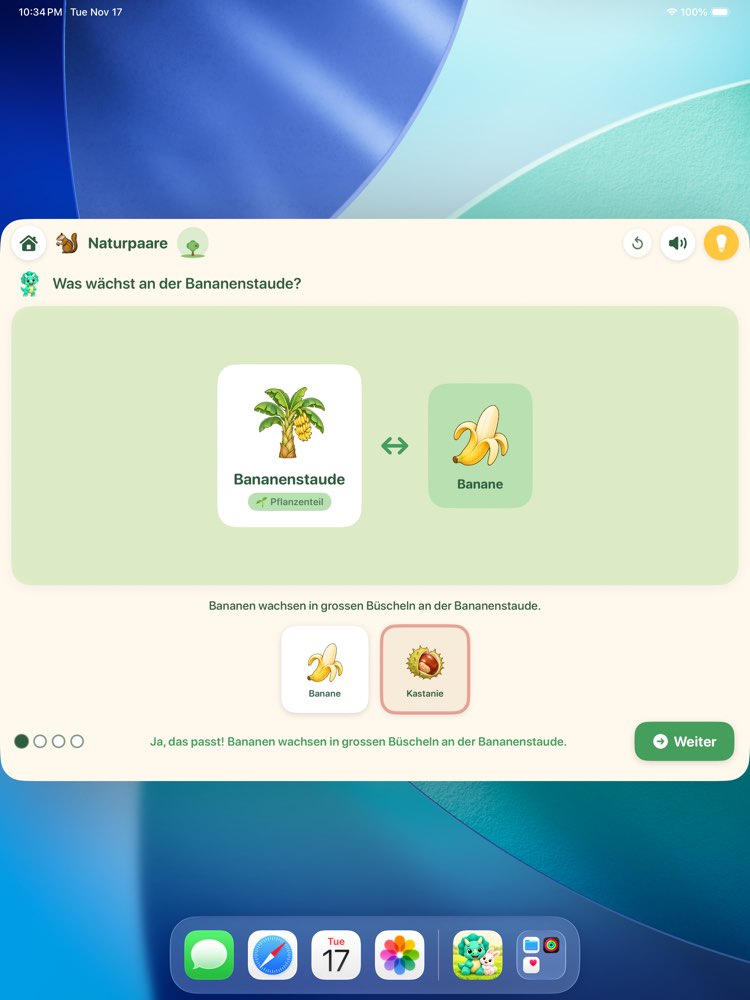 10:34 PM Tue Nov 17
100%
Naturpaare
Was wächst an der Bananenstaude?
Bananenstaude
Pflanzenteil
Banane
Bananen wachsen in grossen Büscheln an der Bananenstaude.
Banane
Kastanie
Ja, das passt! Bananen wachsen in grossen Büscheln an der Bananenstaude.
Weiter
Tue
17